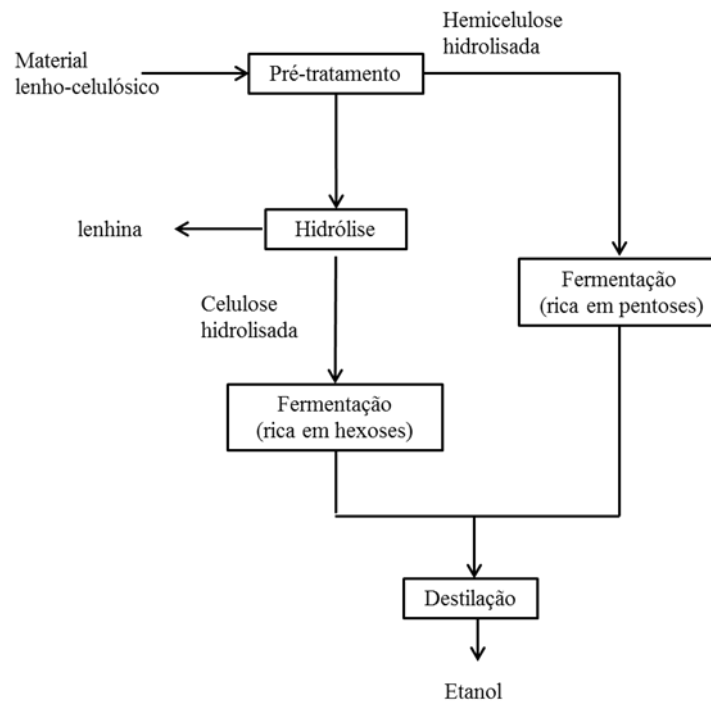 Hemicelulose
hidrolisada
Material
lenho-celulósico
Pré-tratamento
lenhina
Hidrólise
Fermentação
(rica em pentoses)
Celulose
hidrolisada
Fermentação
(rica em hexoses)
Destilação
Etanol